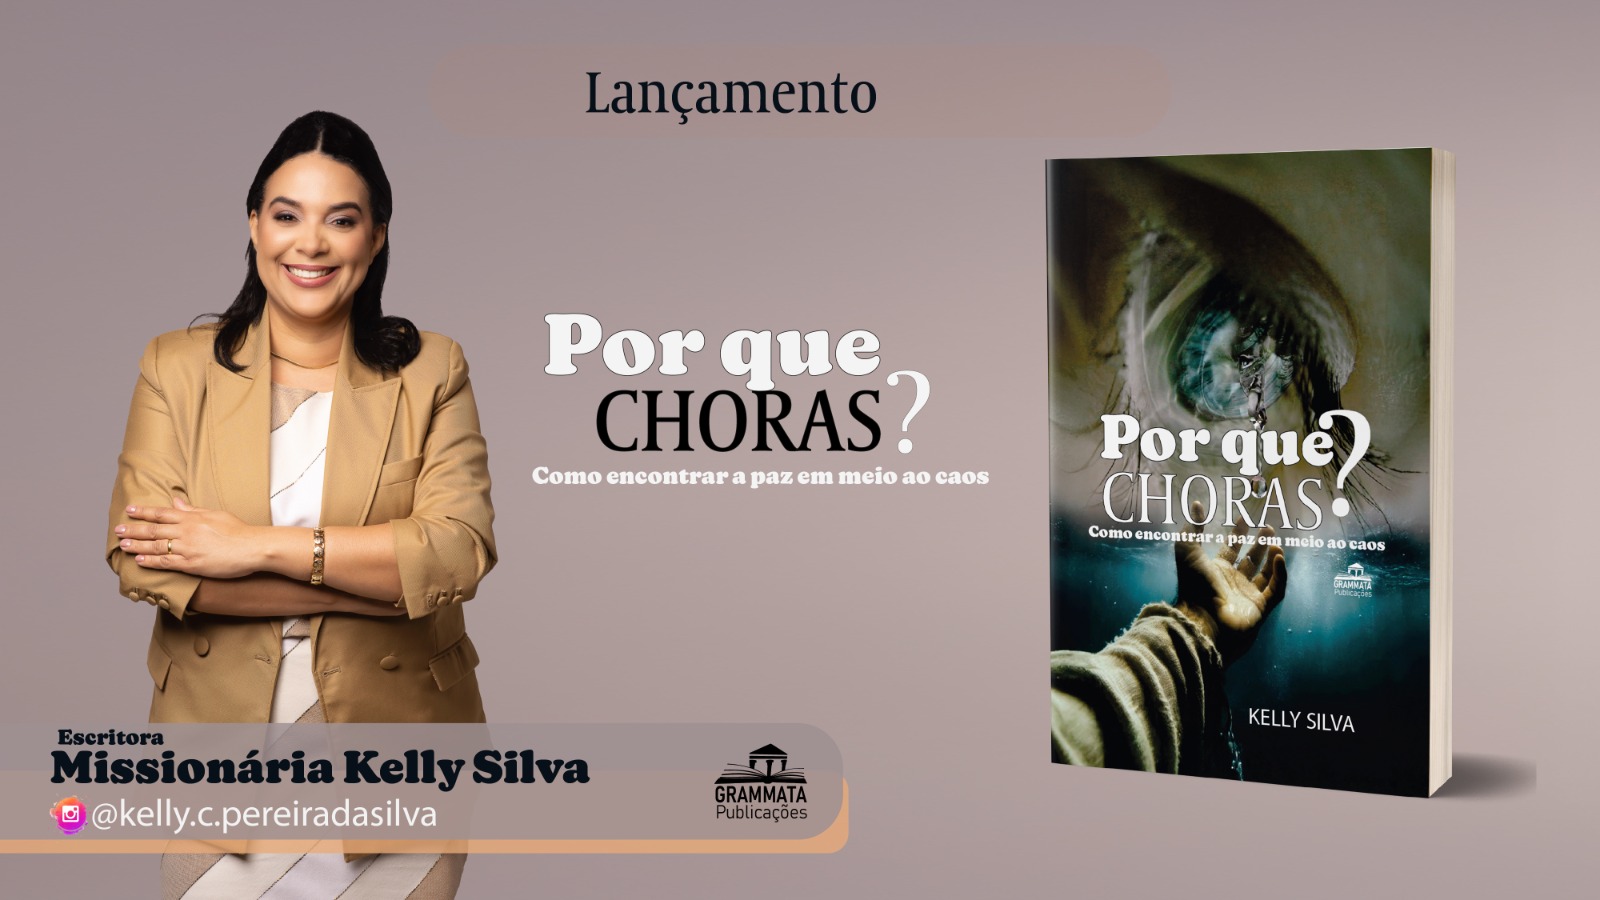 Lançamento
Por que
CHORAS?
Como encontrar a paz em meio ao caos
Por que?
CHORAS
Como encontrar a paz em meio ao caos
GRAMMATA
Publicações
KELLY SILVA
Escritora
Missionária Kelly Silva
@kelly.c.pereiradasilva
GRAMMATA
Publicações